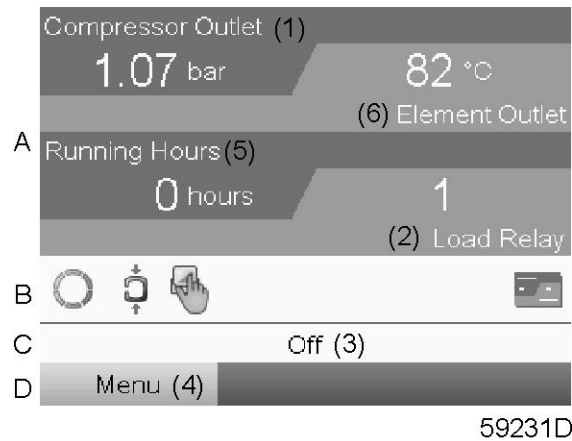 Compressor Outlet (1)
1.07 bar
82 °C
(6) Element Outlet
A
Running Hours (5)
0 hours
1
(2) Load Relay
B
C
Off (3)
D
Menu (4)
59231D